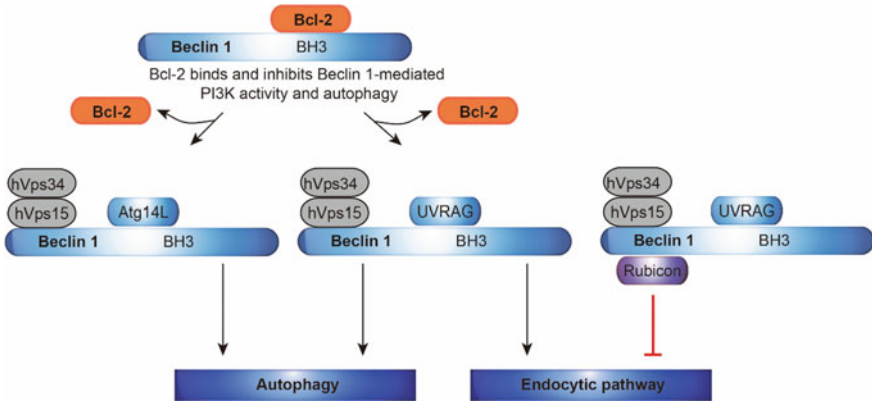 Bcl-2
Beclin 1 BH3
Bcl-2 binds and inhibits Beclin 1-mediated
PI3K activity and autophagy
Bcl-2 Bcl-2
hVps34 hVps34 hVps34
hVps15 Atg14L hVps15 UVRAG hVps15 UVRAG
Beclin 1 BH3 Beclin 1 BH3 Beclin 1 BH3
Rubicon
Autophagy Endocytic pathway